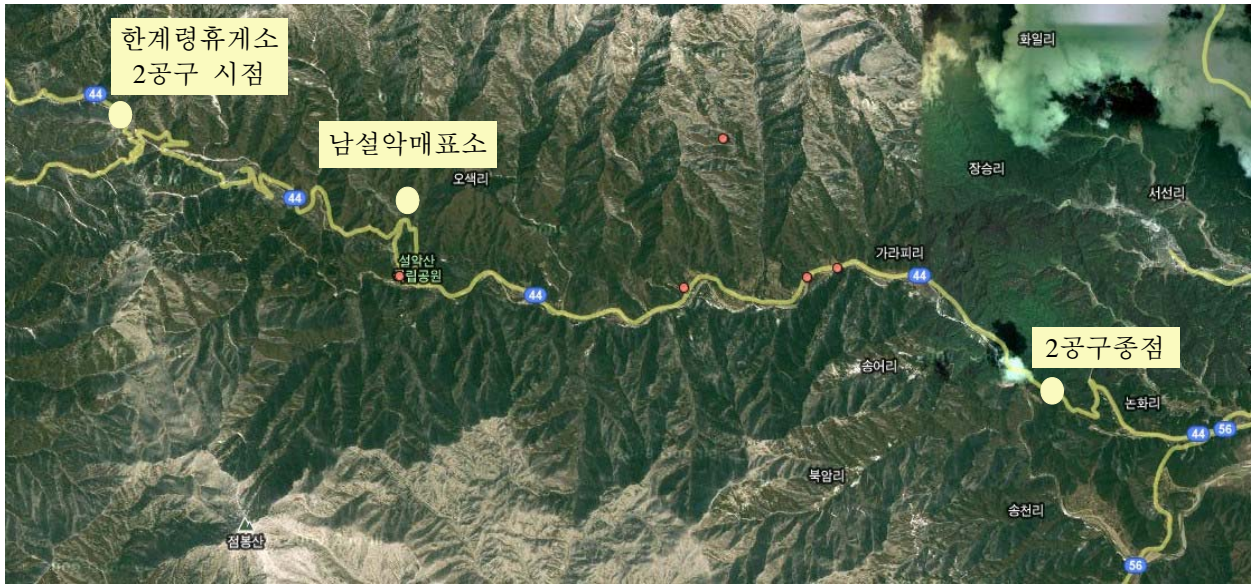 한계령휴게소
2공구 시점
화일리
44
남설악매표소
오색리
장승리
서선리
44
설악산
국립공원
가라피리
44
44
2공구종점
송어리
논화리
44
56
북암리
송천리
점봉산
56